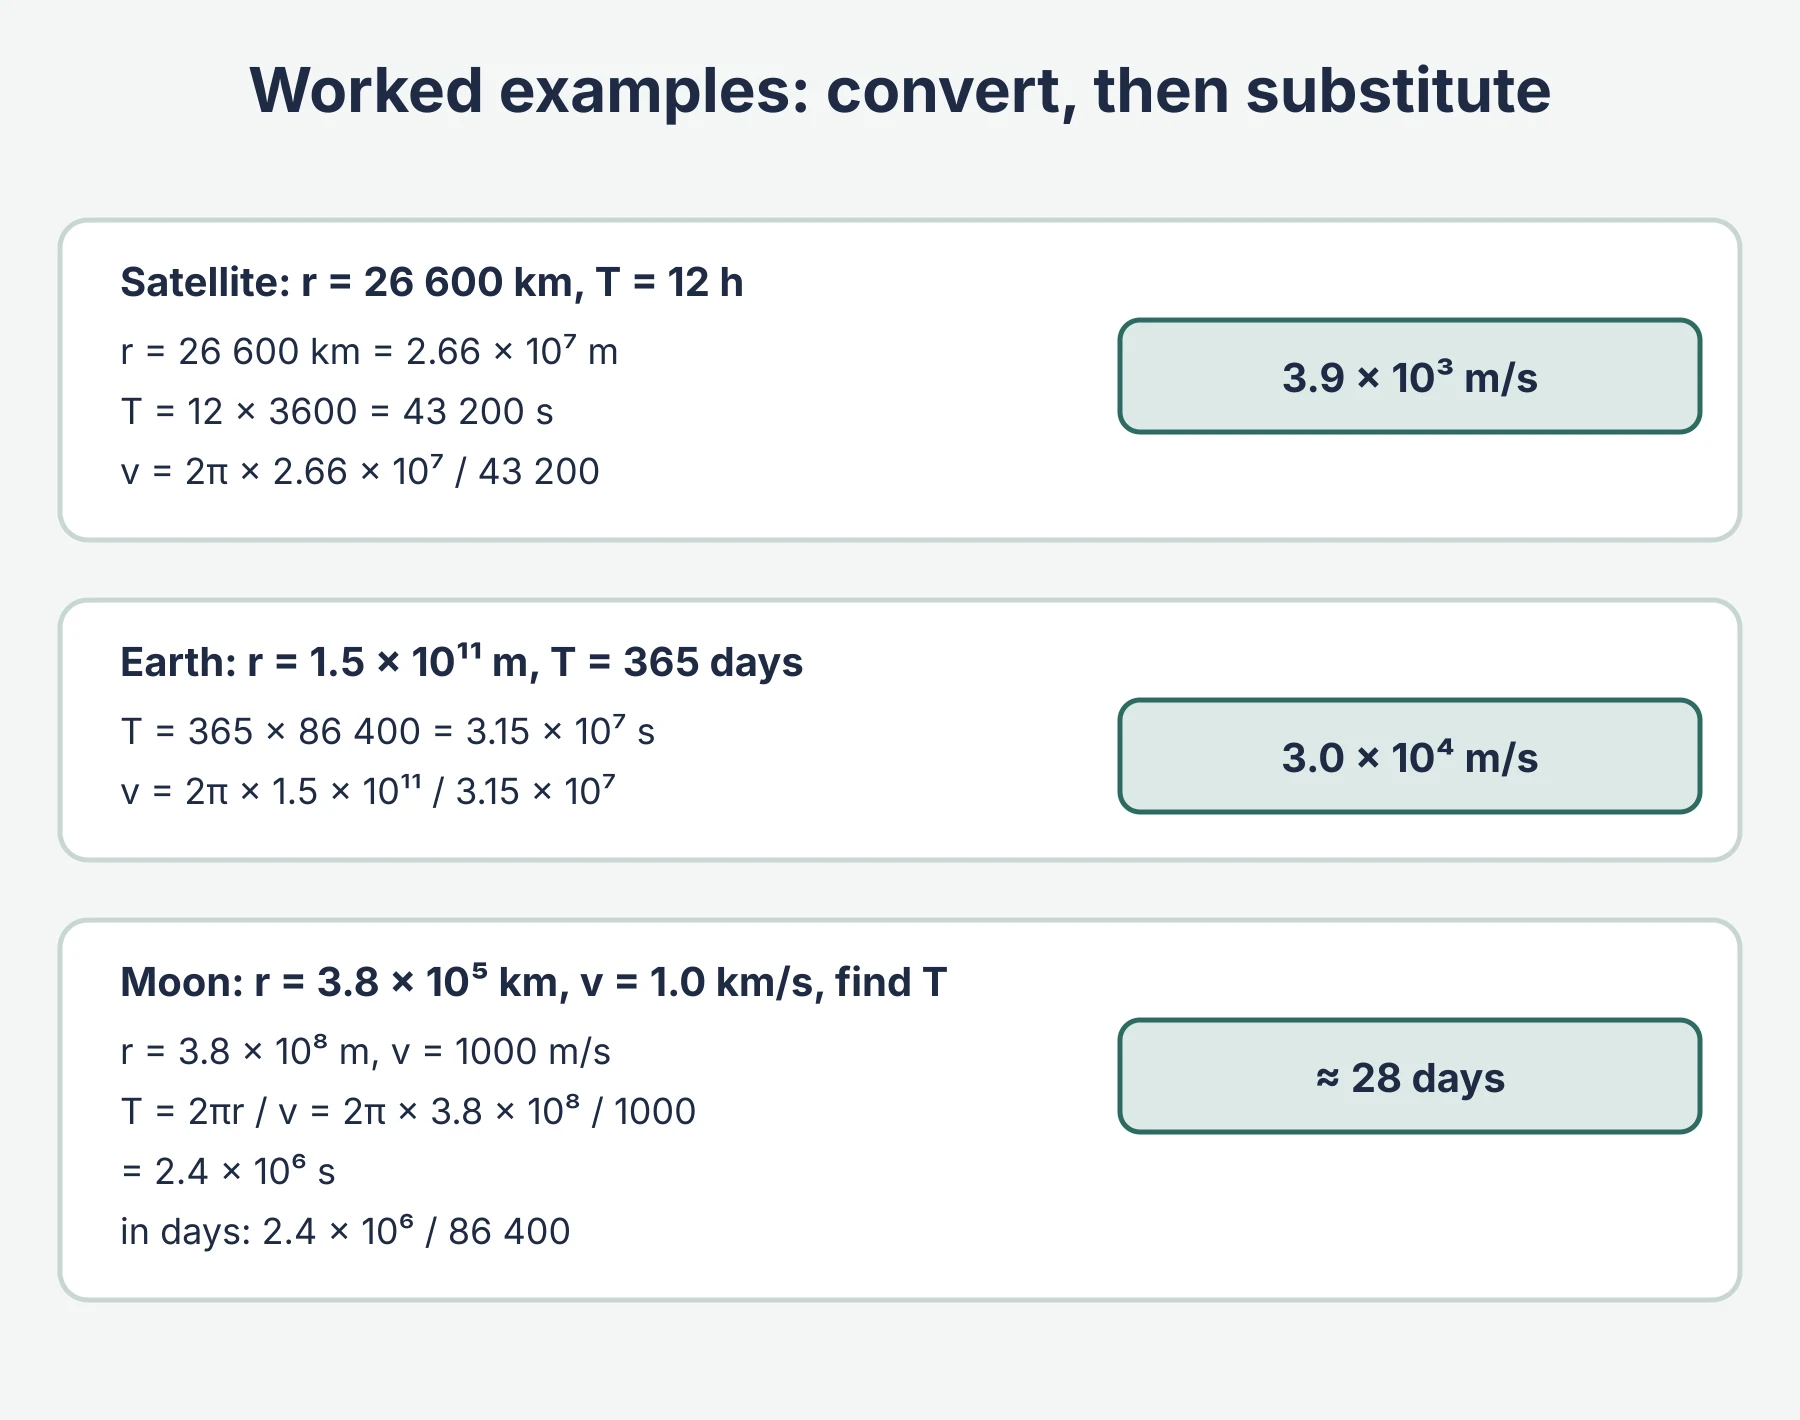 Worked examples: convert, then substitute
Satellite: r = 26 600 km, T = 12 h
r = 26 600 km = 2.66 × 10⁷ m
T = 12 × 3600 = 43 200 s
v = 2π × 2.66 × 10⁷ / 43 200
3.9 × 10³ m/s
Earth: r = 1.5 × 10¹¹ m, T = 365 days
T = 365 × 86 400 = 3.15 × 10⁷ s
v = 2π × 1.5 × 10¹¹ / 3.15 × 10⁷
3.0 × 10⁴ m/s
Moon: r = 3.8 × 10⁵ km, v = 1.0 km/s, find T
r = 3.8 × 10⁸ m, v = 1000 m/s
T = 2πr / v = 2π × 3.8 × 10⁸ / 1000
= 2.4 × 10⁶ s
in days: 2.4 × 10⁶ / 86 400
≈ 28 days